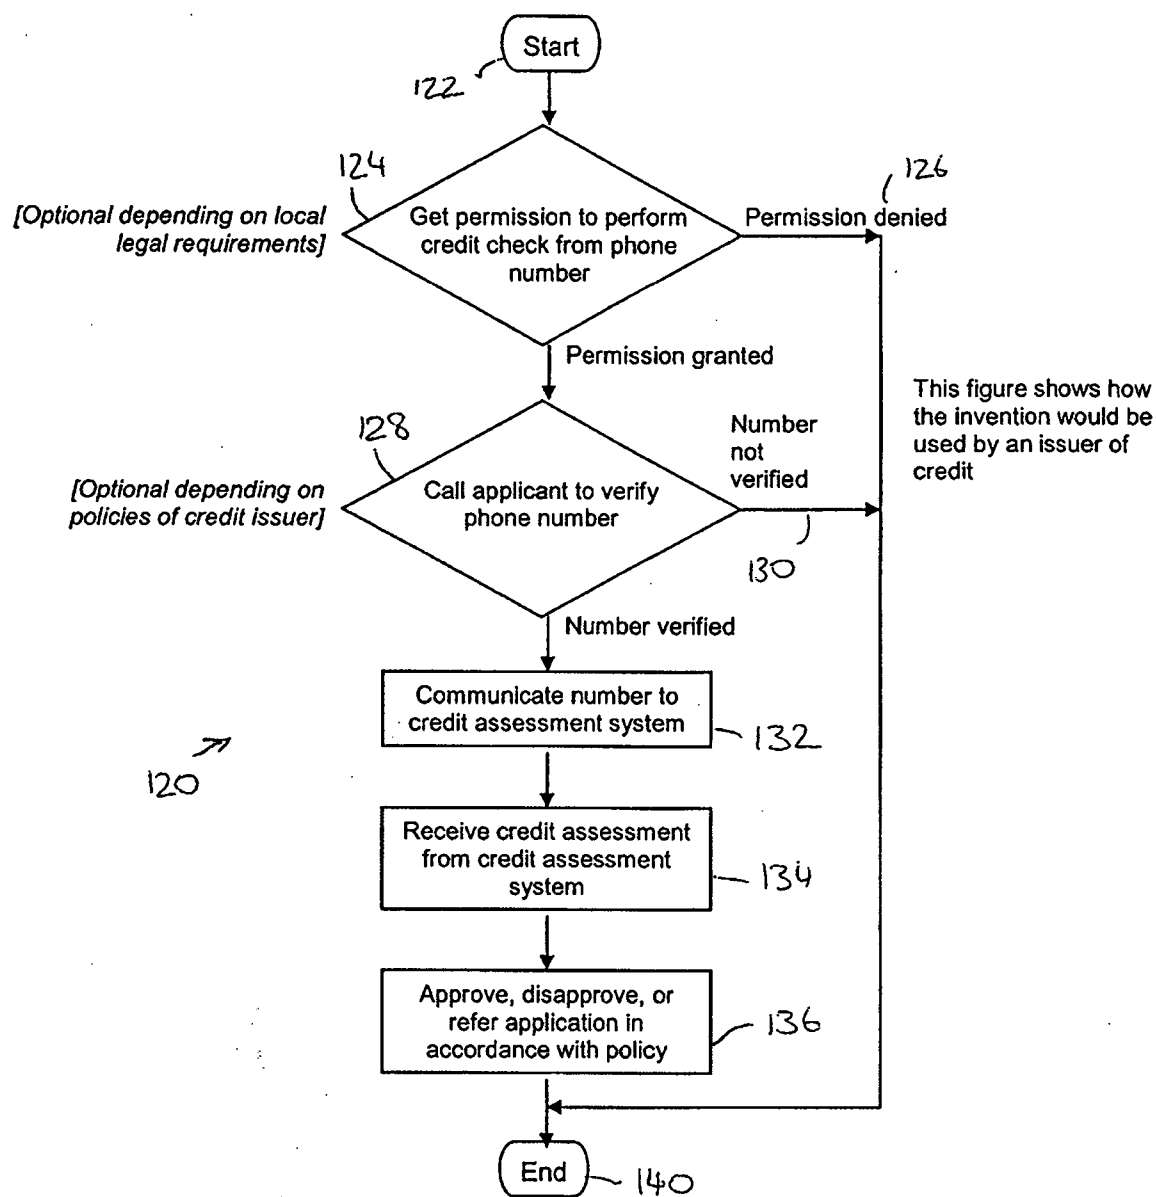 Start
122
124
126
[Optional depending on local
legal requirements]
Get permission to perform
credit check from phone
number
Permission denied
Permission granted
This figure shows how
the invention would be
used by an issuer of
credit
128
Number
not
verified
[Optional depending on
policies of credit issuer]
Call applicant to verify
phone number
130
Number verified
Communicate number to
credit assessment system
132
120
Receive credit assessment
from credit assessment
system
134
Approve, disapprove, or
refer application in
accordance with policy
136
End
140